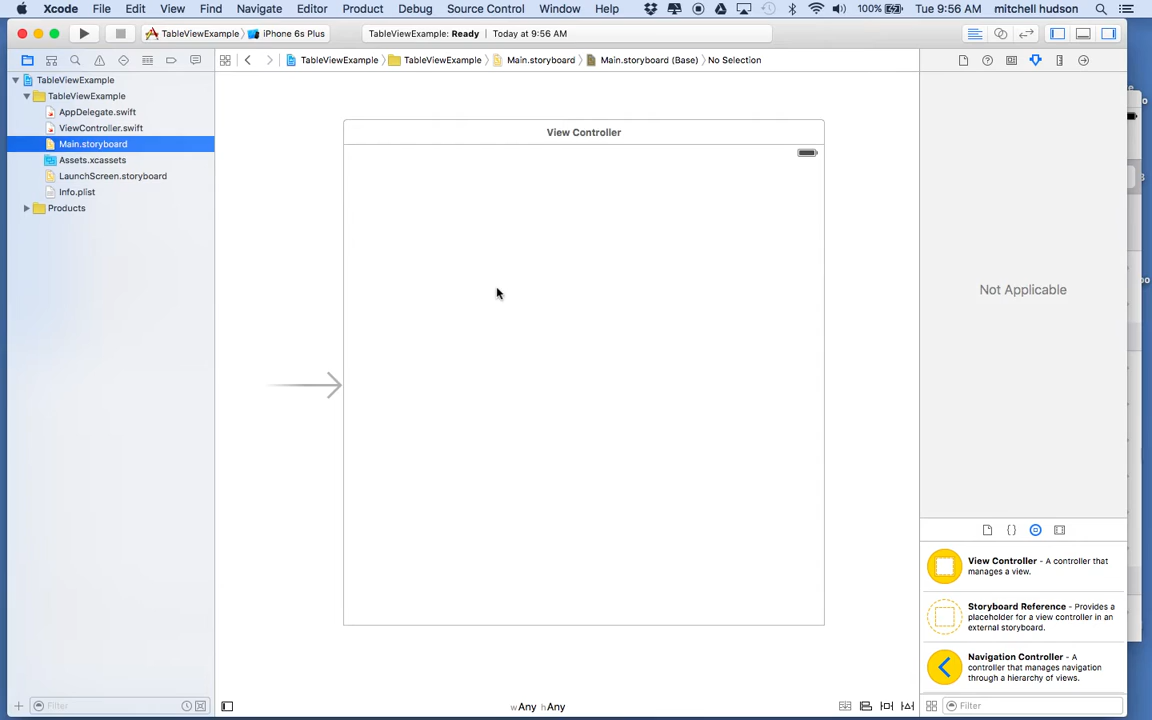 Xcode File Edit View Find Navigate Editor Product Debug Source Control Window Help 100% Tue 9:56 AM mitchell hudson
TableViewExample iPhone 6s Plus TableViewExample: Ready Today at 9:56 AM
TableViewExample TableViewExample Main.storyboard Main.storyboard (Base) No Selection
TableViewExample
TableViewExample
AppDelegate.swift
ViewController.swift
Main.storyboard
Assets.xcassets
LaunchScreen.storyboard
Info.plist
Products
View Controller
Not Applicable
View Controller - A controller that
manages a view.
Storyboard Reference - Provides a
placeholder for a view controller in an
external storyboard.
Navigation Controller - A
controller that manages navigation
through a hierarchy of views.
Filter
wAny hAny
Filter